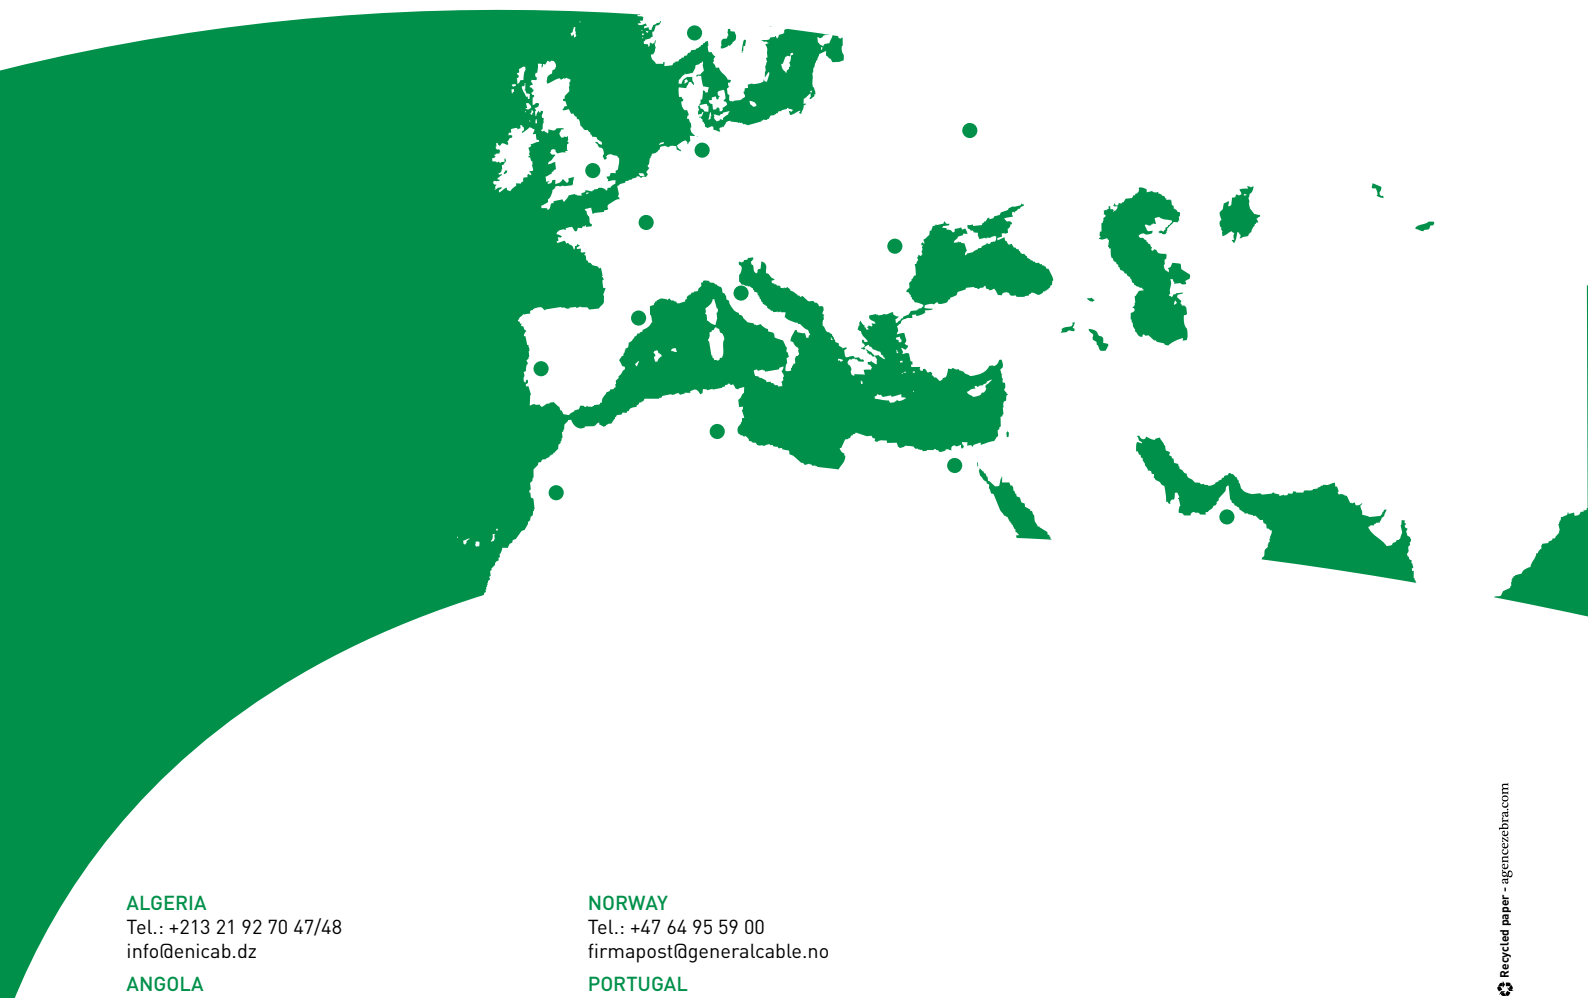 ALGERIA
Tel.: +213 21 92 70 47/48
info@enicab.dz
ANGOLA
NORWAY
Tel.: +47 64 95 59 00
firmapost@generalcable.no
PORTUGAL
Recycled paper - agencezebra.com